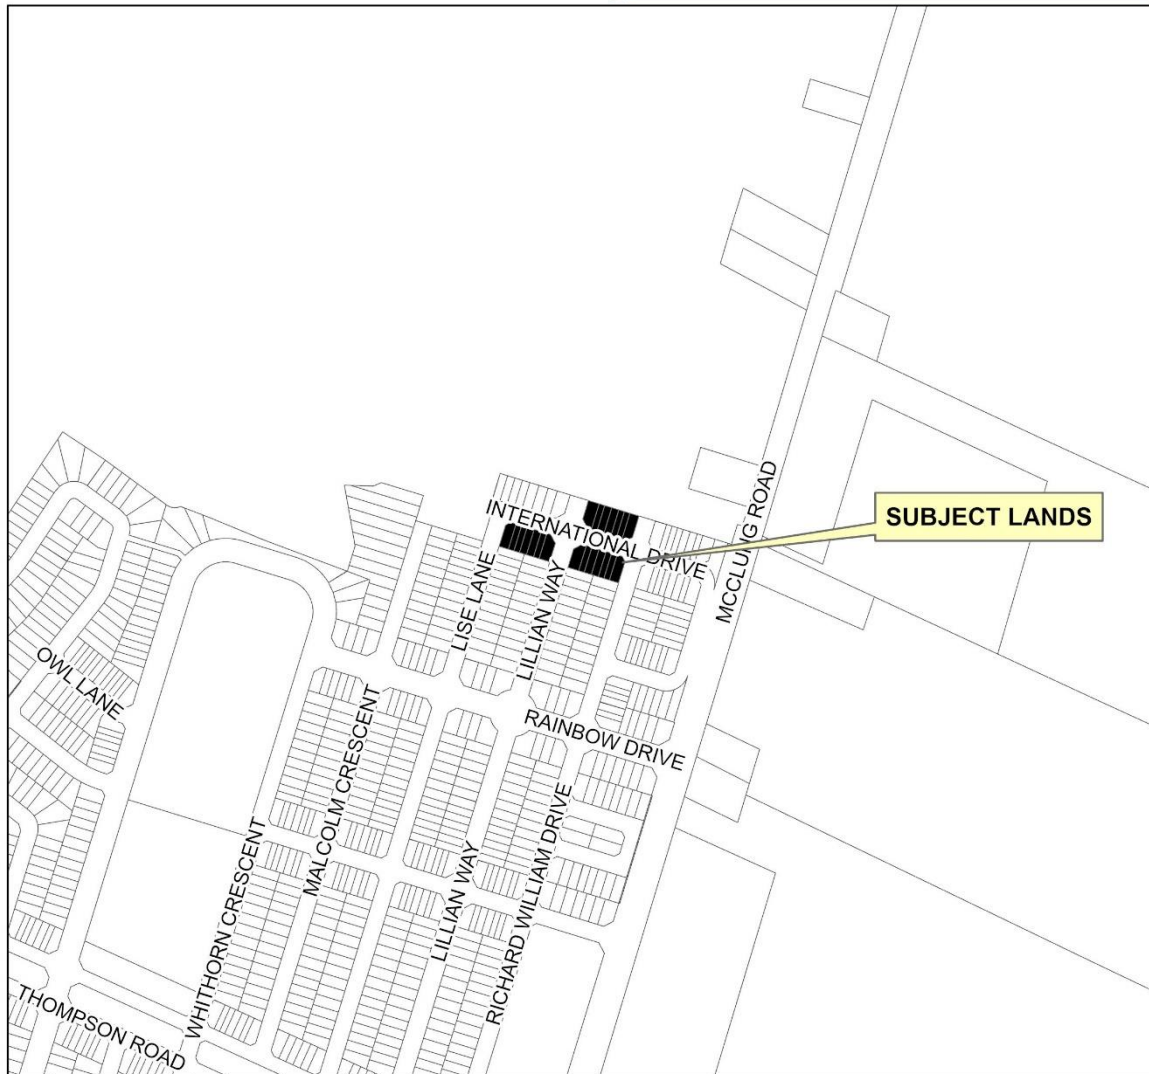 MCCLUNG ROAD
SUBJECT LANDS
INTERNATIONAL DRIVE
LISE LANE
LILLIAN WAY
OWL LANE
RAINBOW DRIVE
MALCOLM CRESCENT
RICHARD WILLIAM DRIVE
WHITHORN CRESCENT
LILLIAN WAY
THOMPSON ROAD